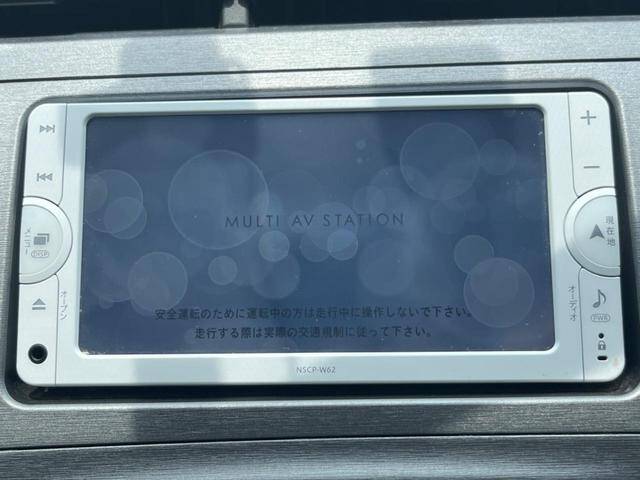 MULTI AV STATION
安全運転のために運転中の方は走行中に操作しないで下さい。
走行する際は実際の交通規制に従って下さい。
メニュー
DISP
オープン
現在地
オーディオ
PWR
NSCP-W62